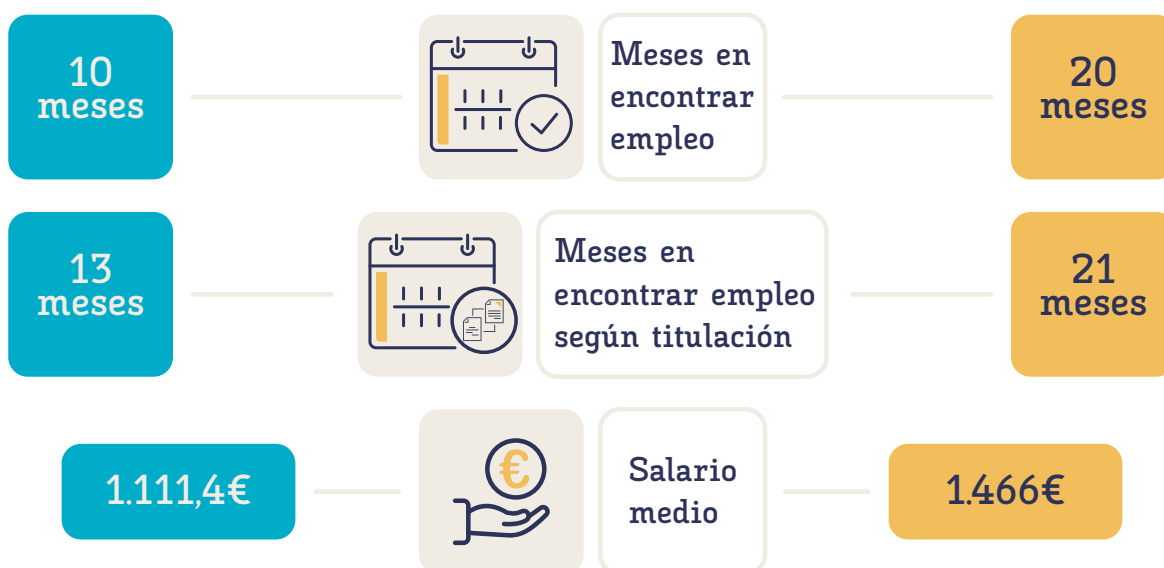 10
meses
Meses en
encontrar
empleo
20
meses
13
meses
Meses en
encontrar empleo
según titulación
21
meses
1.111,4€
€
Salario
medio
1.466€